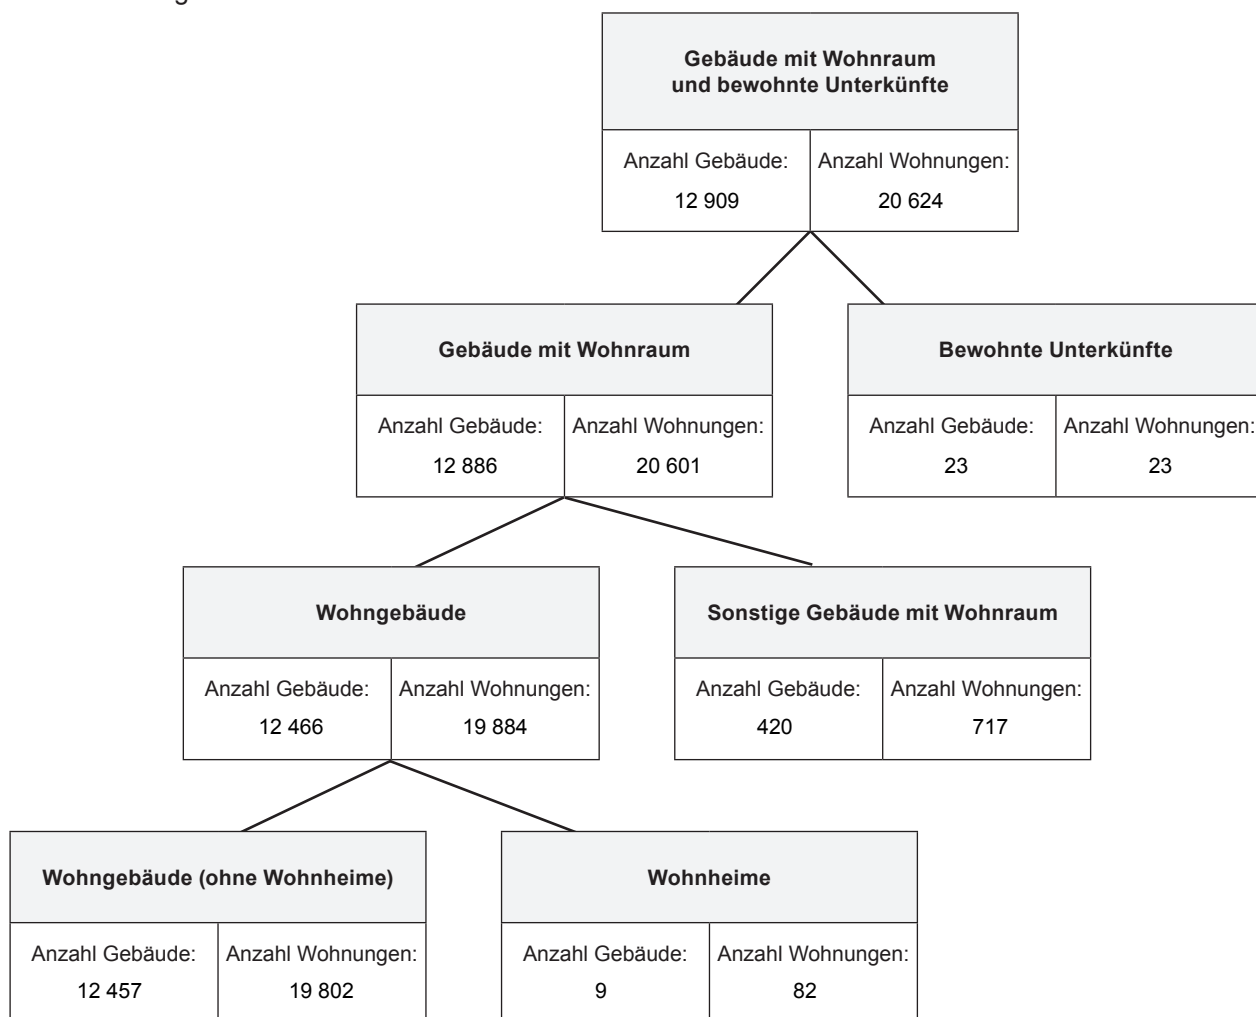 Gebäude mit Wohnraum
und bewohnte Unterkünfte
Anzahl Gebäude: Anzahl Wohnungen:
12 909 20 624
Gebäude mit Wohnraum
Anzahl Gebäude: Anzahl Wohnungen:
12 886 20 601
Bewohnte Unterkünfte
Anzahl Gebäude: Anzahl Wohnungen:
23 23
Wohngebäude
Anzahl Gebäude: Anzahl Wohnungen:
12 466 19 884
Sonstige Gebäude mit Wohnraum
Anzahl Gebäude: Anzahl Wohnungen:
420 717
Wohngebäude (ohne Wohnheime)
Anzahl Gebäude: Anzahl Wohnungen:
12 457 19 802
Wohnheime
Anzahl Gebäude: Anzahl Wohnungen:
9 82